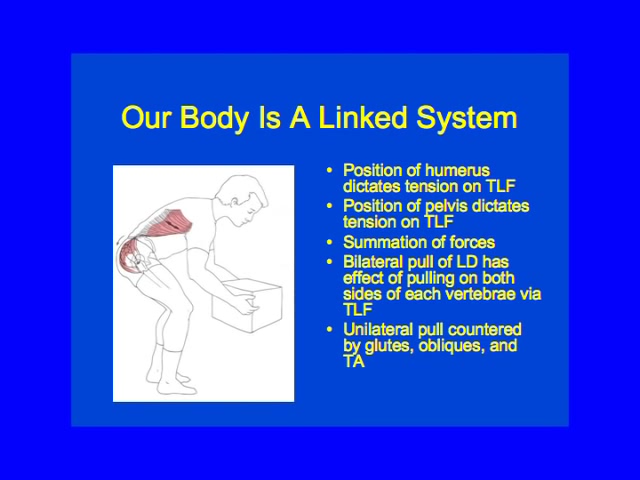 Our Body Is A Linked System
• Position of humerus
dictates tension on TLF
• Position of pelvis dictates
tension on TLF
• Summation of forces
• Bilateral pull of LD has
effect of pulling on both
sides of each vertebrae via
TLF
• Unilateral pull countered
by glutes, obliques, and
TA